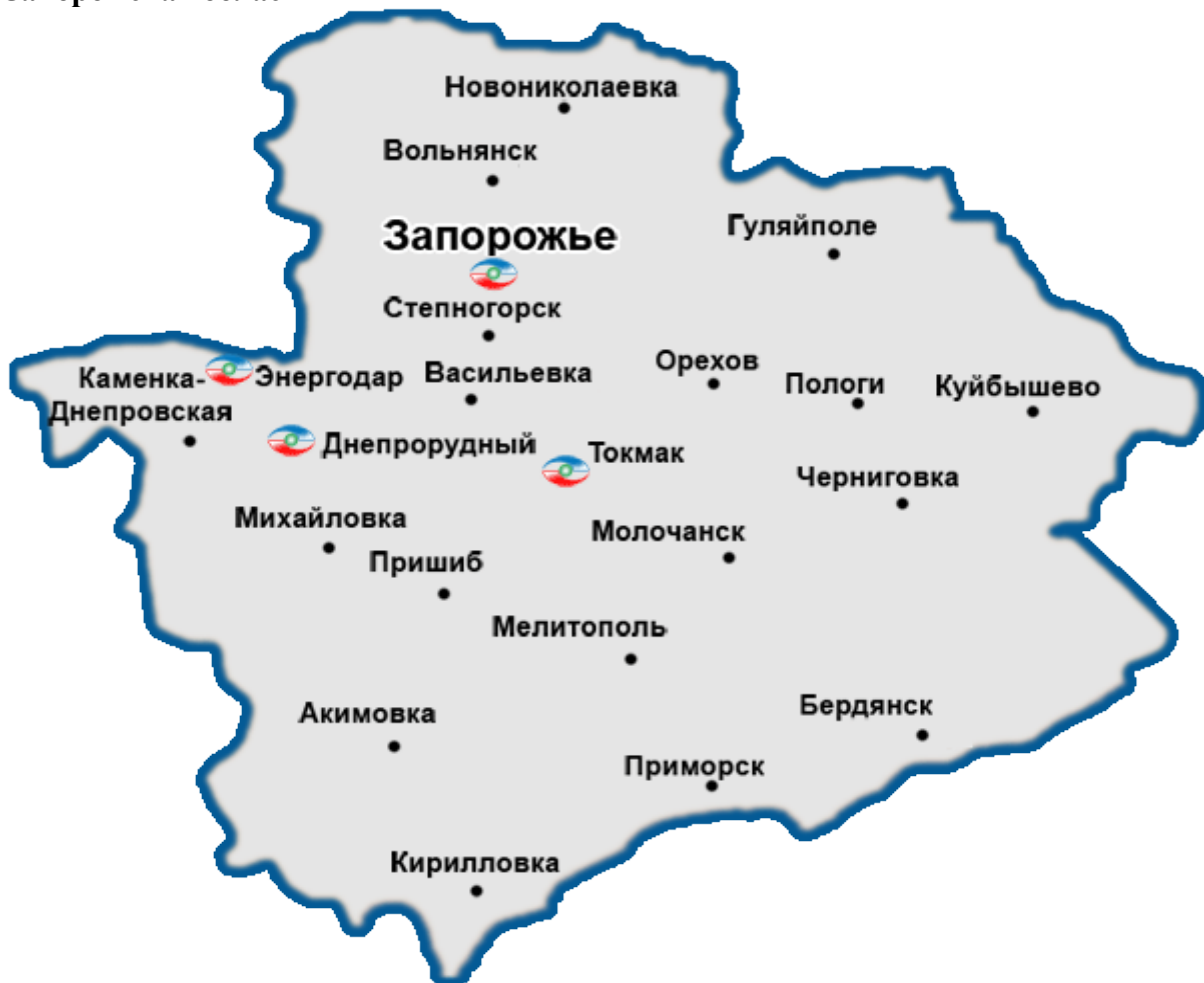 Новониколаевка
Вольнянск
Гуляйполе
Запорожье
Степногорск
Орехов
Васильевка
Энергодар
Каменка-
Днепровская
Пологи
Куйбышево
Днепрорудный
Токмак
Черниговка
Михайловка
Молочанск
Пришиб
Мелитополь
Бердянск
Акимовка
Приморск
Кирилловка